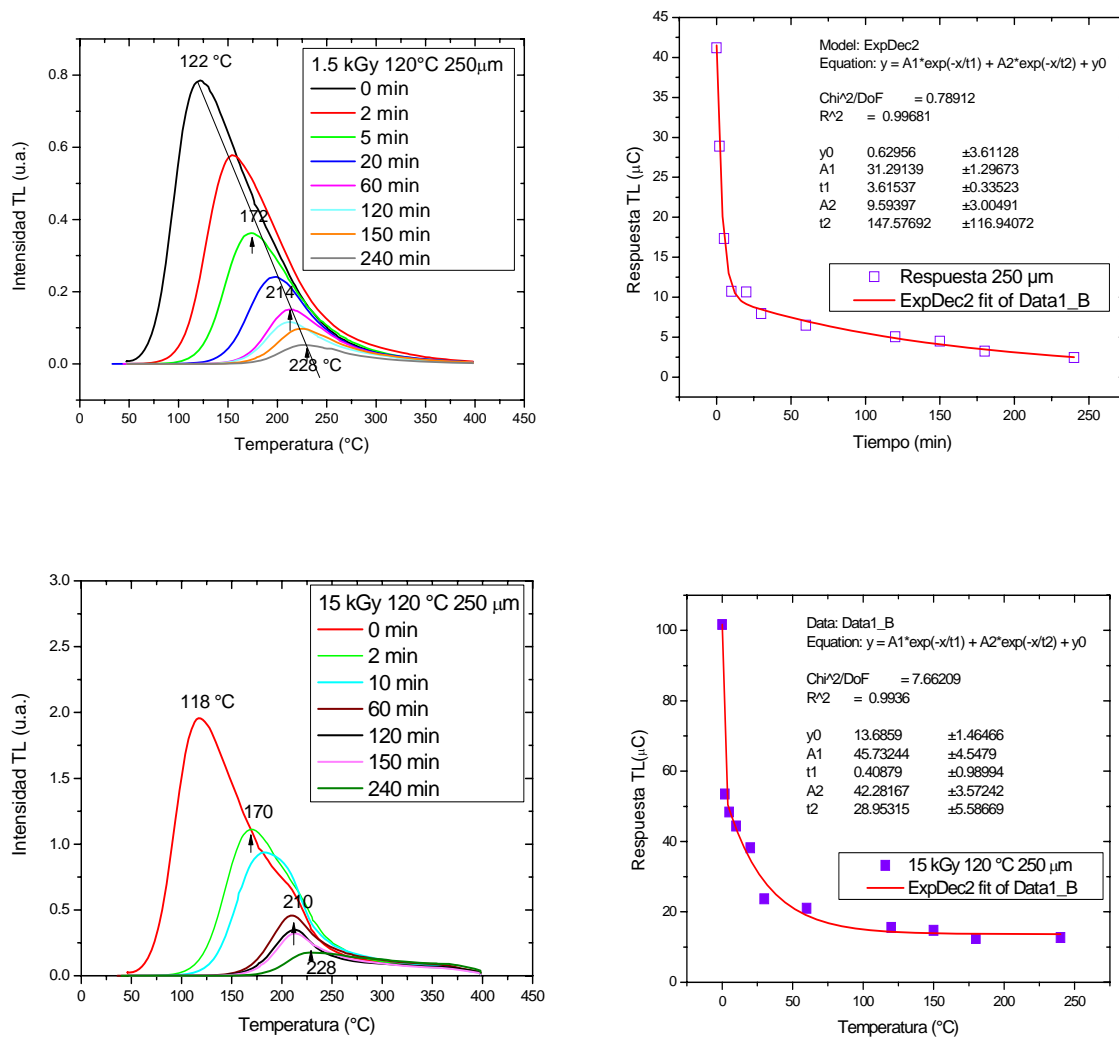 122 °C
1.5 kGy 120°C 250μm
0 min
2 min
5 min
20 min
60 min
120 min
150 min
240 min
172
214
228 °C
0.8
0.6
0.4
0.2
0.0
0 50 100 150 200 250 300 350 400 450
Intensidad TL (u.a.)
Temperatura (°C)
45
40
35
30
25
20
15
10
5
0
Model: ExpDec2
Equation: y = A1*exp(-x/t1) + A2*exp(-x/t2) + y0
Chi^2/DoF = 0.78912
R^2 = 0.99681
y0 0.62956 ±3.61128
A1 31.29139 ±1.29673
t1 3.61537 ±0.33523
A2 9.59397 ±3.00491
t2 147.57692 ±116.94072
Respuesta 250 μm
ExpDec2 fit of Data1_B
0 50 100 150 200 250
Respuesta TL (μC)
Tiempo (min)
3.0
2.5
2.0
1.5
1.0
0.5
0.0
15 kGy 120 °C 250 μm
0 min
2 min
10 min
60 min
120 min
150 min
240 min
118 °C
170
210
228
0 50 100 150 200 250 300 350 400 450
Intensidad TL (u.a.)
Temperatura (°C)
100
80
60
40
20
0
Data: Data1_B
Equation: y = A1*exp(-x/t1) + A2*exp(-x/t2) + y0
Chi^2/DoF = 7.66209
R^2 = 0.9936
y0 13.6859 ±1.46466
A1 45.73244 ±4.5479
t1 0.40879 ±0.98994
A2 42.28167 ±3.57242
t2 28.95315 ±5.58669
15 kGy 120 °C 250 μm
ExpDec2 fit of Data1_B
0 50 100 150 200 250
Respuesta TL(μC)
Temperatura (°C)